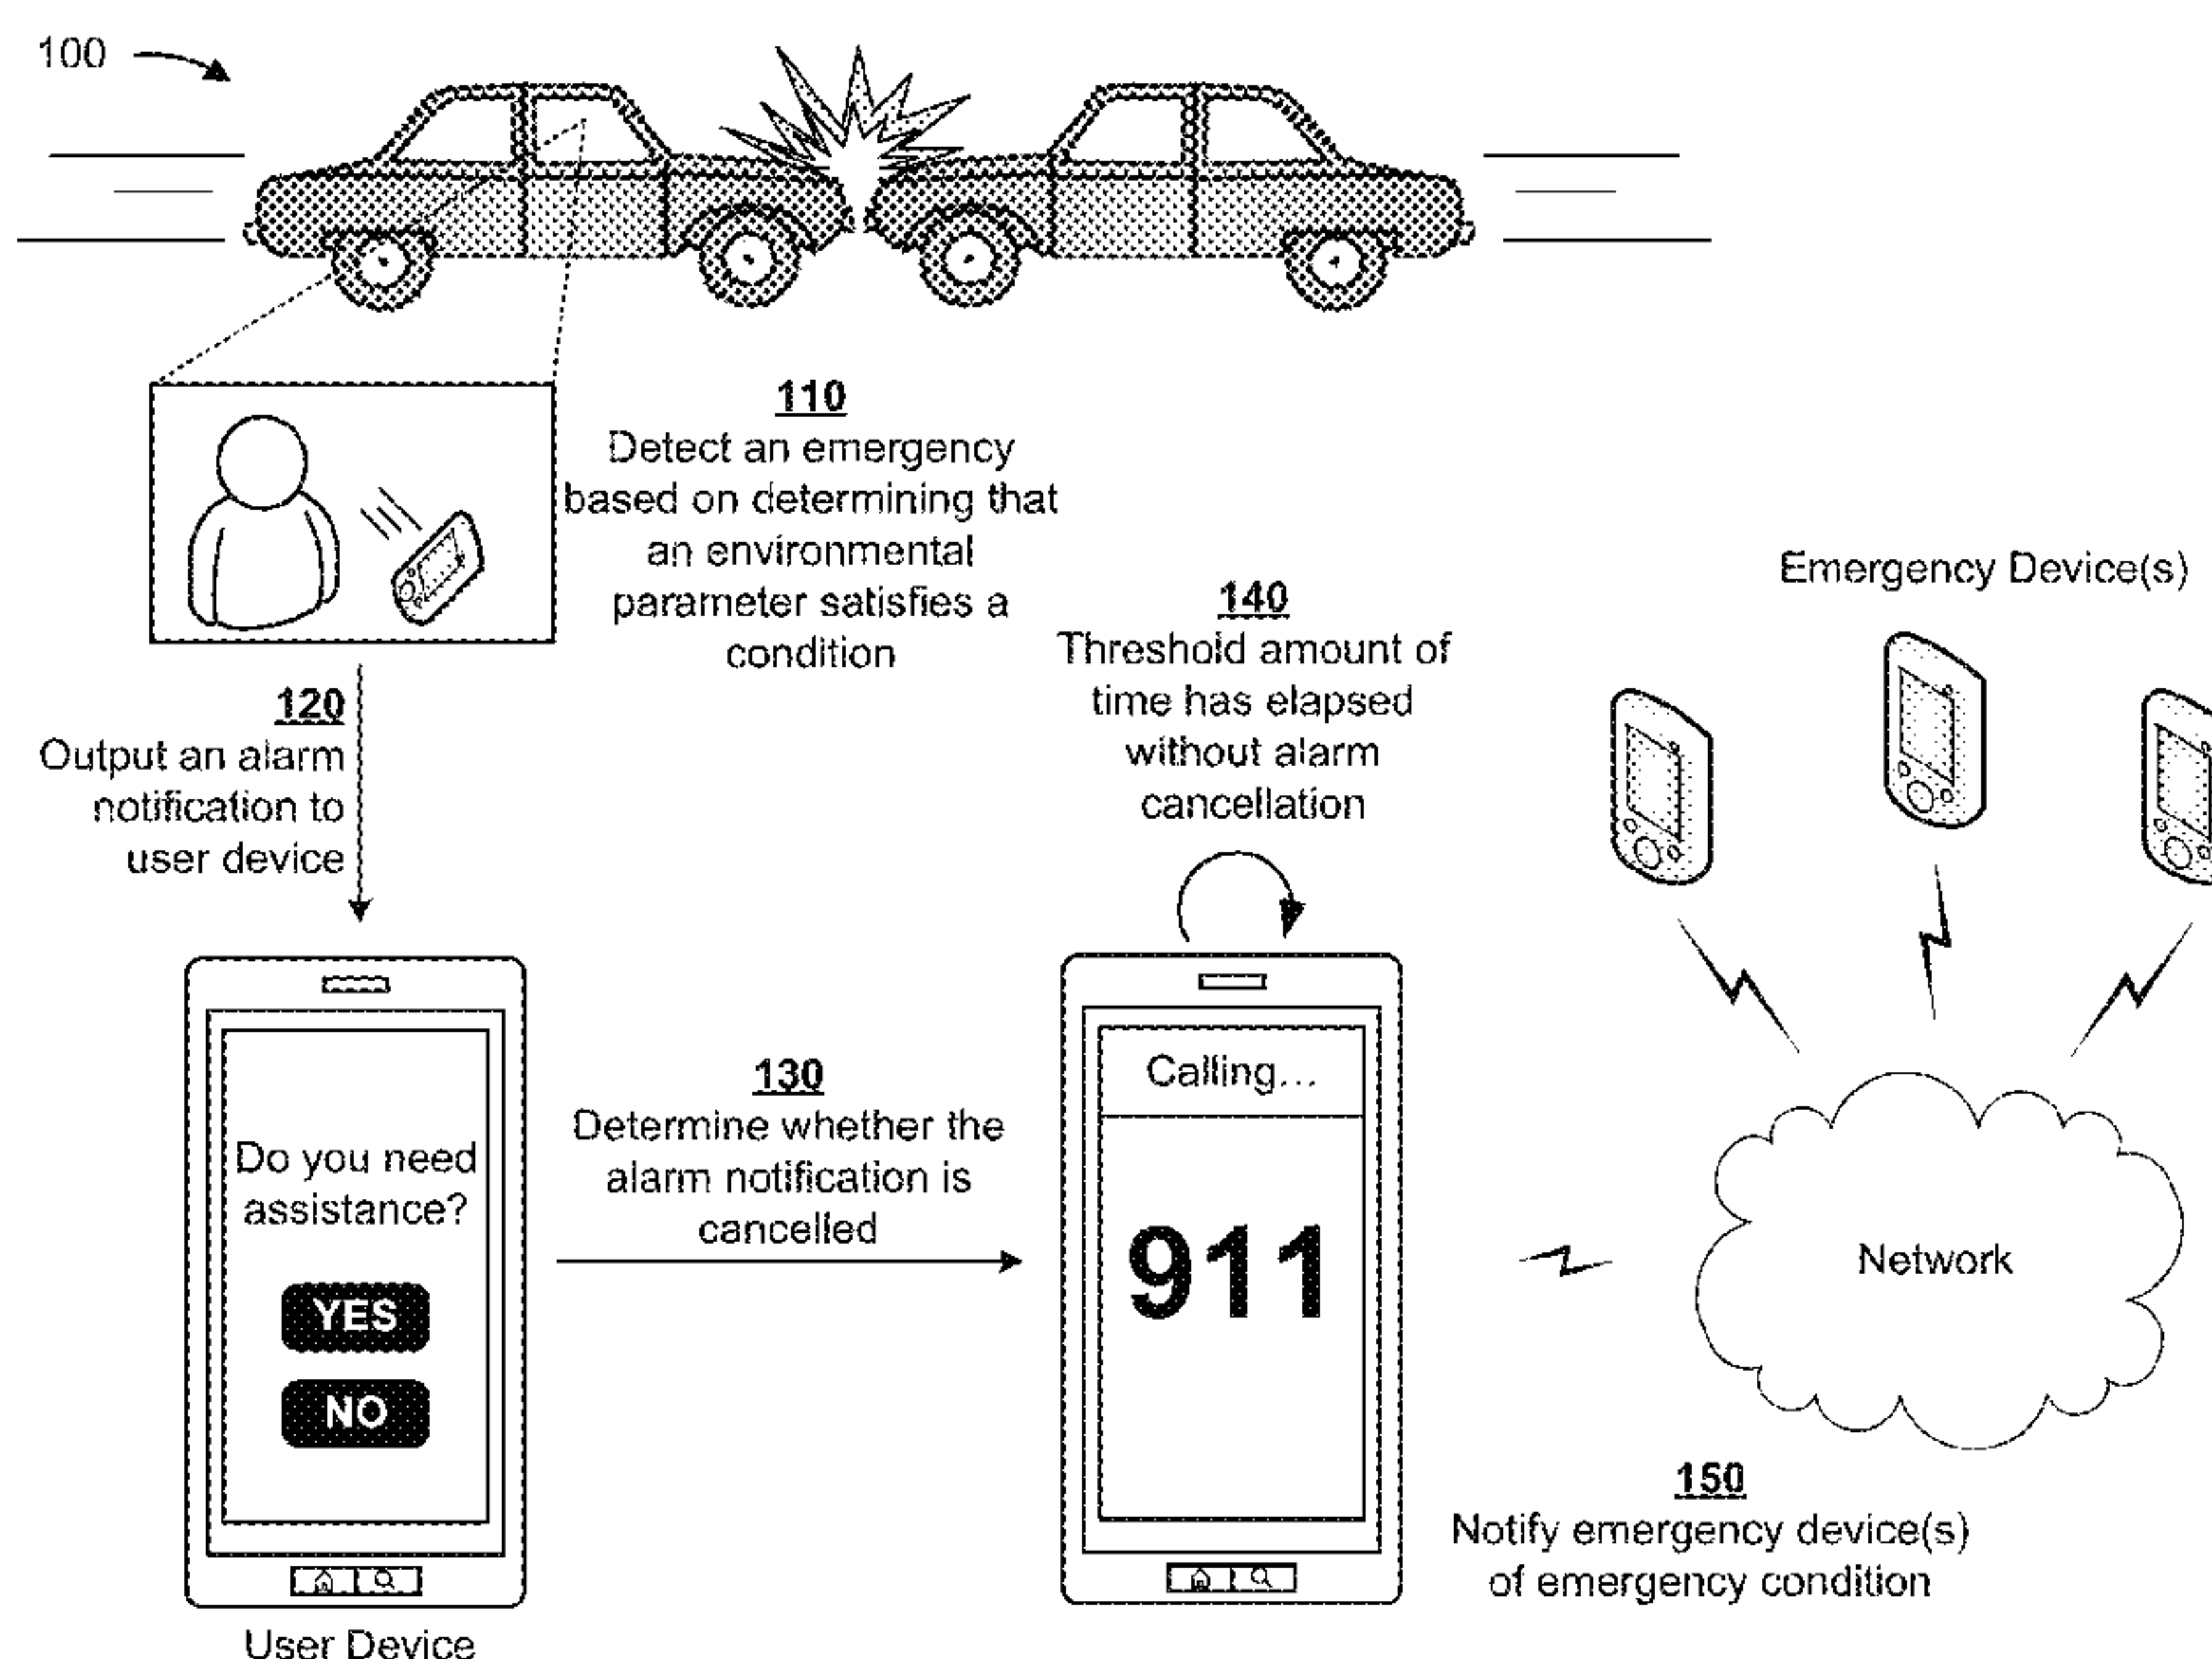 100
110
Detect an emergency
based on determining that
an environmental
parameter satisfies a
condition
120
Output an alarm
notification to
user device
Do you need
assistance?
YES
NO
User Device
130
Determine whether the
alarm notification is
cancelled
140
Threshold amount of
time has elapsed
without alarm
cancellation
Calling...
911
Emergency Device(s)
Network
150
Notify emergency device(s)
of emergency condition